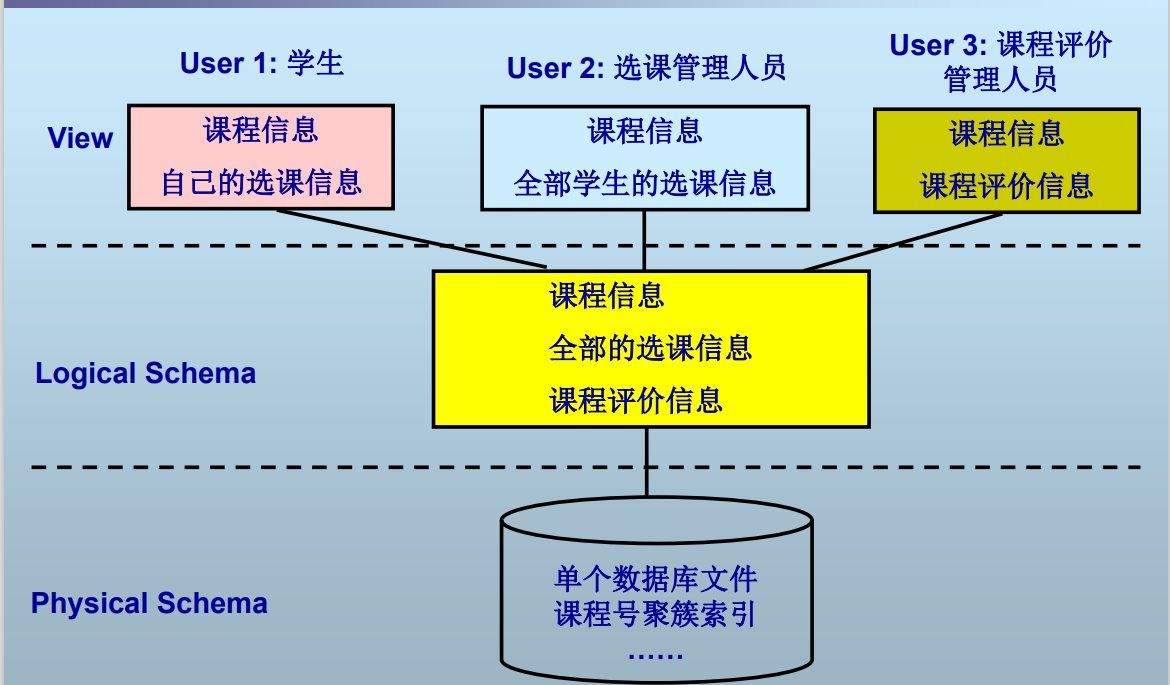 User 1: 学生
User 2: 选课管理人员
User 3: 课程评价
管理人员
View
课程信息
自己的选课信息
课程信息
全部学生的选课信息
课程信息
课程评价信息
Logical Schema
课程信息
全部的选课信息
课程评价信息
Physical Schema
单个数据库文件
课程号聚簇索引
……